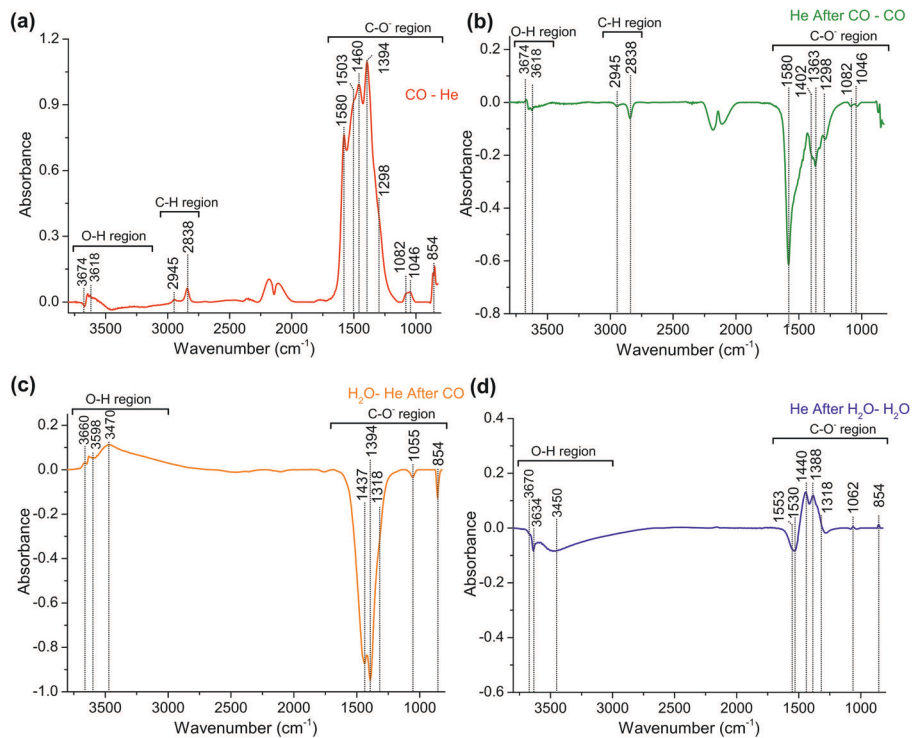 (a)
CO – He
C-O⁻ region
1580
1503
1460
1394
1298
1082
1046
854
C-H region
2945
2838
O-H region
3674
3618
Absorbance
1.2
0.9
0.6
0.3
0.0
3500 3000 2500 2000 1500 1000
Wavenumber (cm⁻¹)
(b)
He After CO - CO
O-H region
3674
3618
C-H region
2945
2838
C-O⁻ region
1580
1402
1363
1298
1082
1046
Absorbance
0.2
0.0
-0.2
-0.4
-0.6
-0.8
3500 3000 2500 2000 1500 1000
Wavenumber (cm⁻¹)
(c)
H₂O- He After CO
O-H region
3660
3598
3470
C-O⁻ region
1437
1394
1318
1055
854
Absorbance
0.2
0.0
-0.2
-0.4
-0.6
-0.8
-1.0
3500 3000 2500 2000 1500 1000
Wavenumber (cm⁻¹)
(d)
He After H₂O- H₂O
O-H region
3670
3634
3450
C-O⁻ region
1553
1530
1440
1388
1318
1062
854
Absorbance
0.4
0.2
0.0
-0.2
-0.4
-0.6
3500 3000 2500 2000 1500 1000
Wavenumber (cm⁻¹)